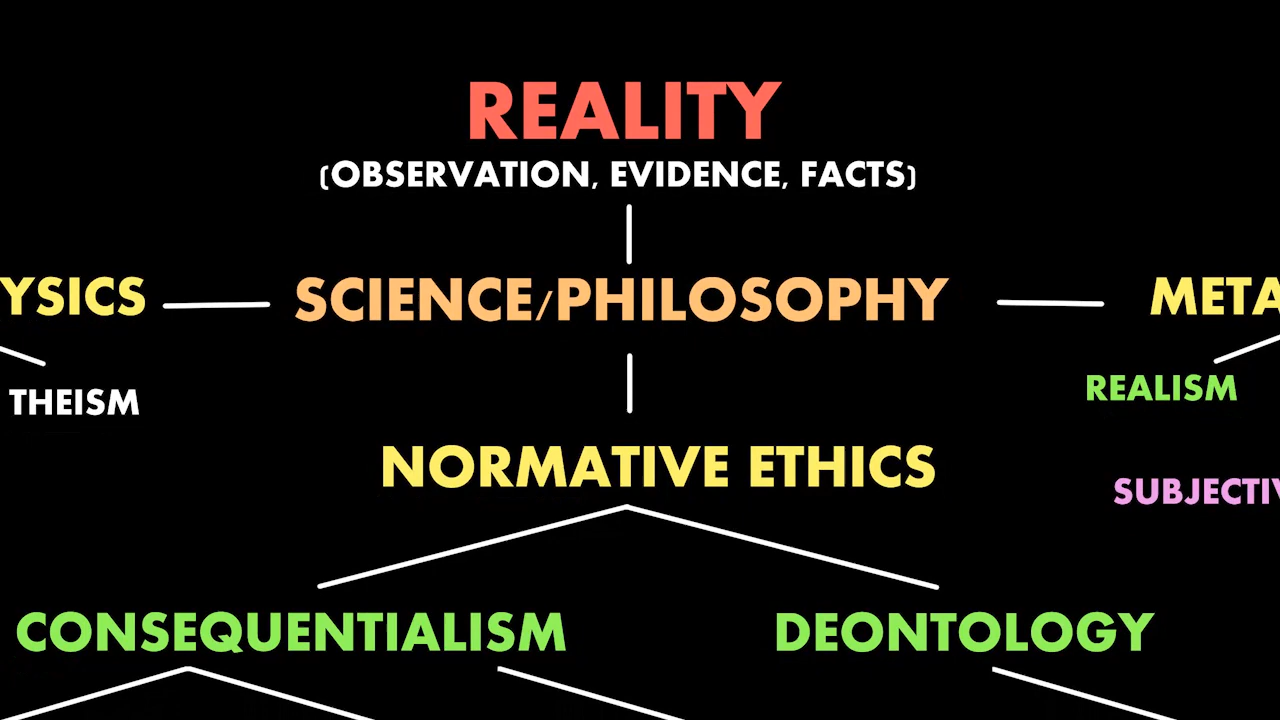 REALITY
(OBSERVATION, EVIDENCE, FACTS)
YSICS
SCIENCE/PHILOSOPHY
META
THEISM
REALISM
NORMATIVE ETHICS
SUBJECTIV
CONSEQUENTIALISM
DEONTOLOGY